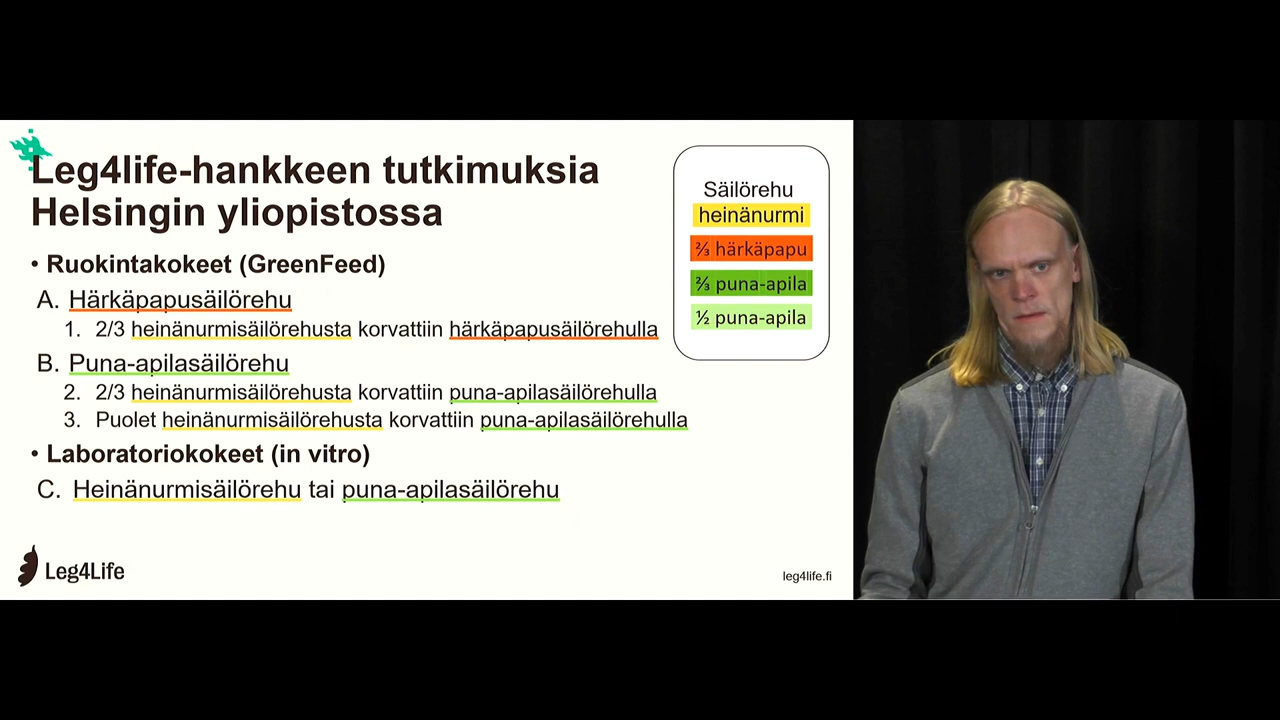 Leg4life-hankkeen tutkimuksia
Helsingin yliopistossa
• Ruokintakokeet (GreenFeed)
A. Härkäpapusäilörehu
1. 2/3 heinänurmisäilörehusta korvattiin härkäpapusäilörehulla
B. Puna-apilasäilörehu
2. 2/3 heinänurmisäilörehusta korvattiin puna-apilasäilörehulla
3. Puolet heinänurmisäilörehusta korvattiin puna-apilasäilörehulla
• Laboratoriokokeet (in vitro)
C. Heinänurmisäilörehu tai puna-apilasäilörehu
Säilörehu
heinänurmi
⅔ härkäpapu
⅔ puna-apila
½ puna-apila
Leg4Life
leg4life.fi